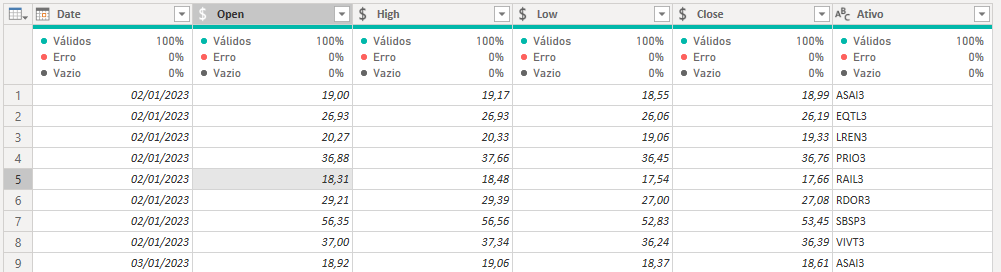 Date $ Open $ High $ Low $ Close ABC Ativo
Válidos 100% Válidos 100% Válidos 100% Válidos 100% Válidos 100% Válidos 100%
Erro 0% Erro 0% Erro 0% Erro 0% Erro 0% Erro 0%
Vazio 0% Vazio 0% Vazio 0% Vazio 0% Vazio 0% Vazio 0%
1 02/01/2023 19,00 19,17 18,55 18,99 ASAI3
2 02/01/2023 26,93 26,93 26,06 26,19 EQTL3
3 02/01/2023 20,27 20,33 19,06 19,33 LREN3
4 02/01/2023 36,88 37,66 36,45 36,76 PRIO3
5 02/01/2023 18,31 18,48 17,54 17,66 RAIL3
6 02/01/2023 29,21 29,39 27,00 27,08 RDOR3
7 02/01/2023 56,35 56,56 52,83 53,45 SBSP3
8 02/01/2023 37,00 37,34 36,24 36,39 VIVT3
9 03/01/2023 18,92 19,06 18,37 18,61 ASAI3